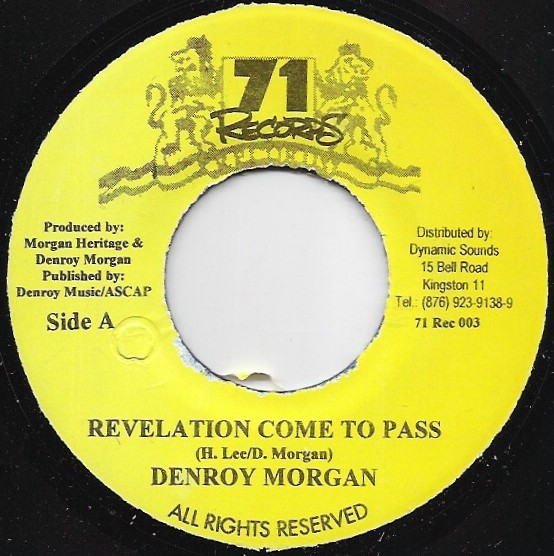 71
RECORDS
Produced by:
Morgan Heritage &
Denroy Morgan
Published by:
Denroy Music/ASCAP
Side A
Distributed by:
Dynamic Sounds
15 Bell Road
Kingston 11
Tel.: (876) 923-9138-9
71 Rec 003
REVELATION COME TO PASS
(H. Lee/D. Morgan)
DENROY MORGAN
ALL RIGHTS RESERVED